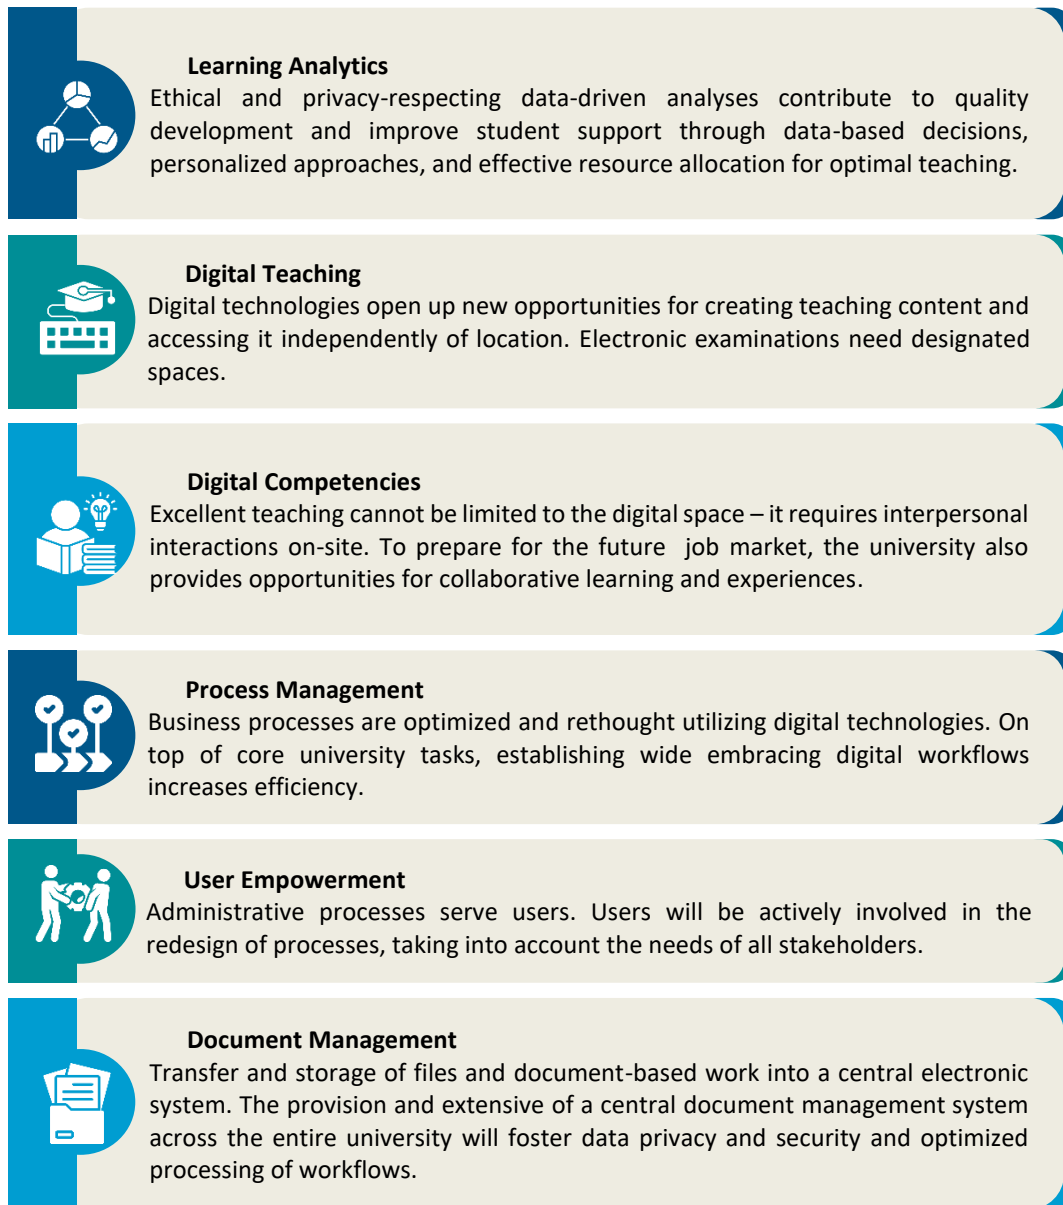 Learning Analytics
Ethical and privacy-respecting data-driven analyses contribute to quality
development and improve student support through data-based decisions,
personalized approaches, and effective resource allocation for optimal teaching.
Digital Teaching
Digital technologies open up new opportunities for creating teaching content and
accessing it independently of location. Electronic examinations need designated
spaces.
Digital Competencies
Excellent teaching cannot be limited to the digital space – it requires interpersonal
interactions on-site. To prepare for the future  job market, the university also
provides opportunities for collaborative learning and experiences.
Process Management
Business processes are optimized and rethought utilizing digital technologies. On
top of core university tasks, establishing wide embracing digital workflows
increases efficiency.
User Empowerment
Administrative processes serve users. Users will be actively involved in the
redesign of processes, taking into account the needs of all stakeholders.
Document Management
Transfer and storage of files and document-based work into a central electronic
system. The provision and extensive of a central document management system
across the entire university will foster data privacy and security and optimized
processing of workflows.